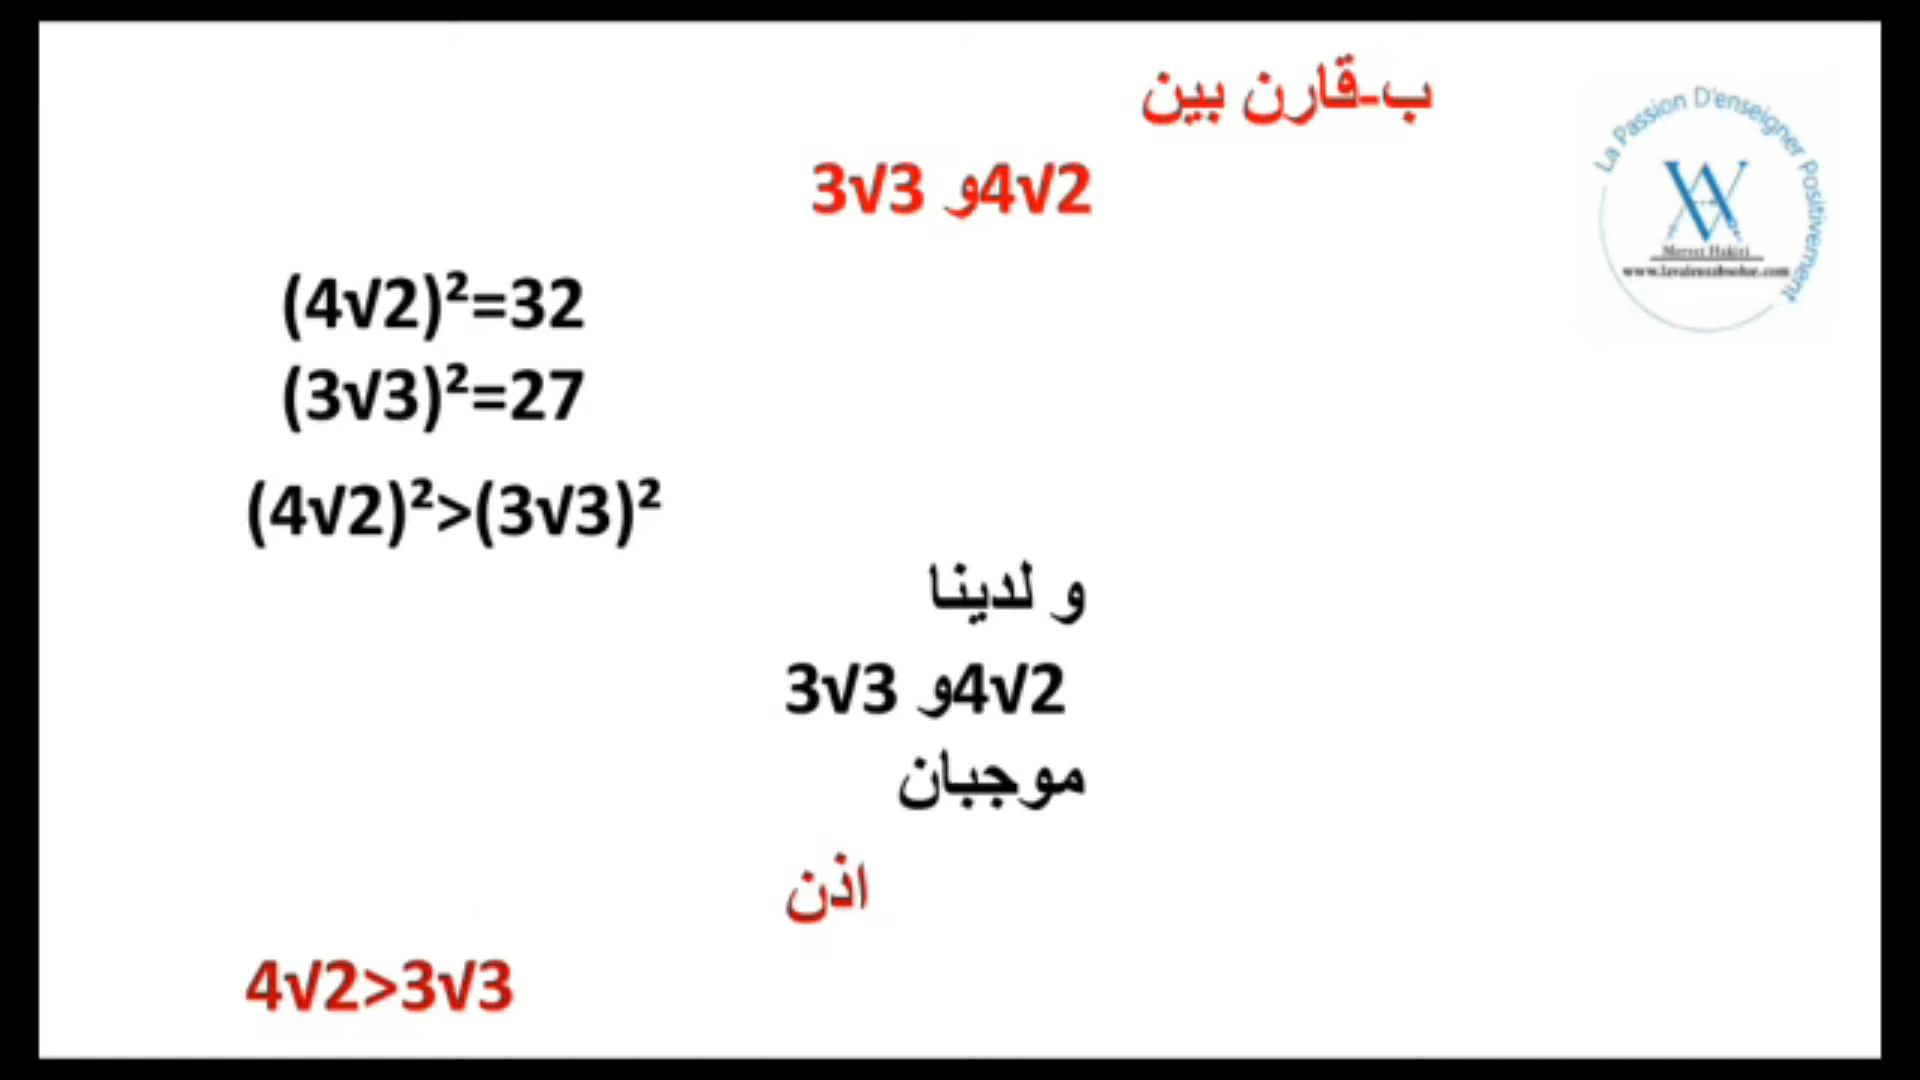 ب-قارن بين
3√3 و4√2
La Passion D'enseigner Positivement
(4√2)²=32
(3√3)²=27
(4√2)²>(3√3)²
و لدينا
3√3 و4√2
موجبان
اذن
4√2>3√3